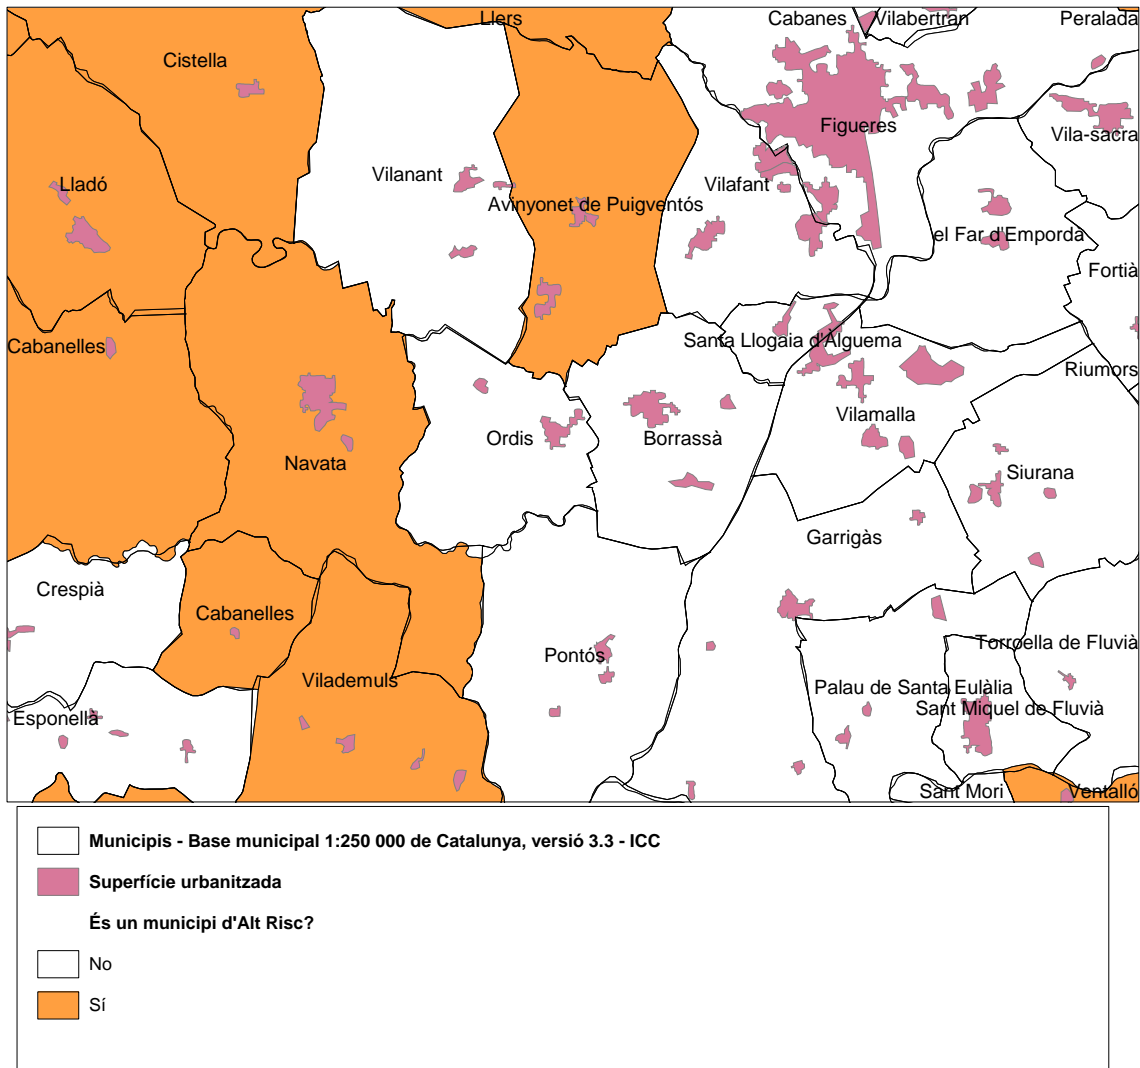 Llers
Cabanes
Vilabertran
Peralada
Cistella
Figueres
Vila-sacra
Vilanant
Lladó
Vilafant
Avinyonet de Puigventós
el Far d'Empordà
Fortià
Cabanelles
Santa Llogaia d'Àlguema
Riumors
Vilamalla
Ordis
Borrassà
Navata
Siurana
Garrigàs
Crespià
Cabanelles
Torroella de Fluvià
Pontós
Vilademuls
Palau de Santa Eulàlia
Sant Miquel de Fluvià
Esponellà
Sant Mori
Ventalló
Municipis - Base municipal 1:250 000 de Catalunya, versió 3.3 - ICC
Superfície urbanitzada
És un municipi d'Alt Risc?
No
Sí